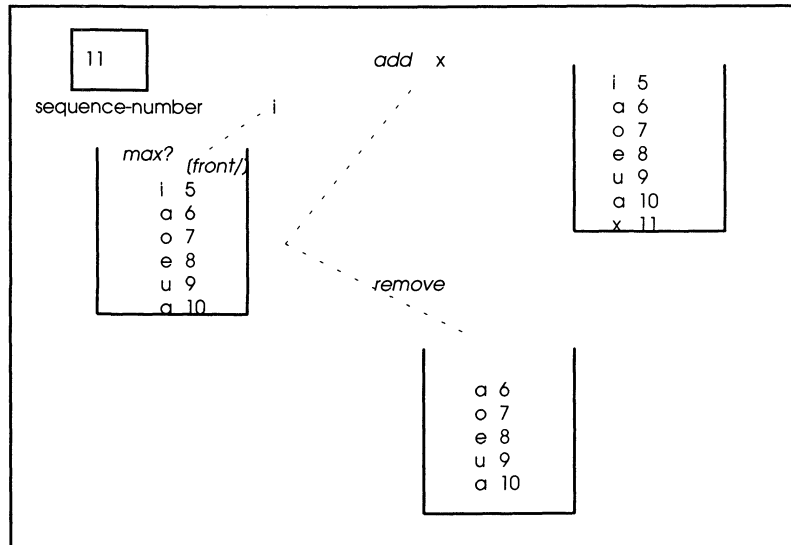 11
sequence-number
i
max?
(front/)
i 5
a 6
o 7
e 8
u 9
a 10
add x
i 5
a 6
o 7
e 8
u 9
a 10
x 11
remove
a 6
o 7
e 8
u 9
a 10